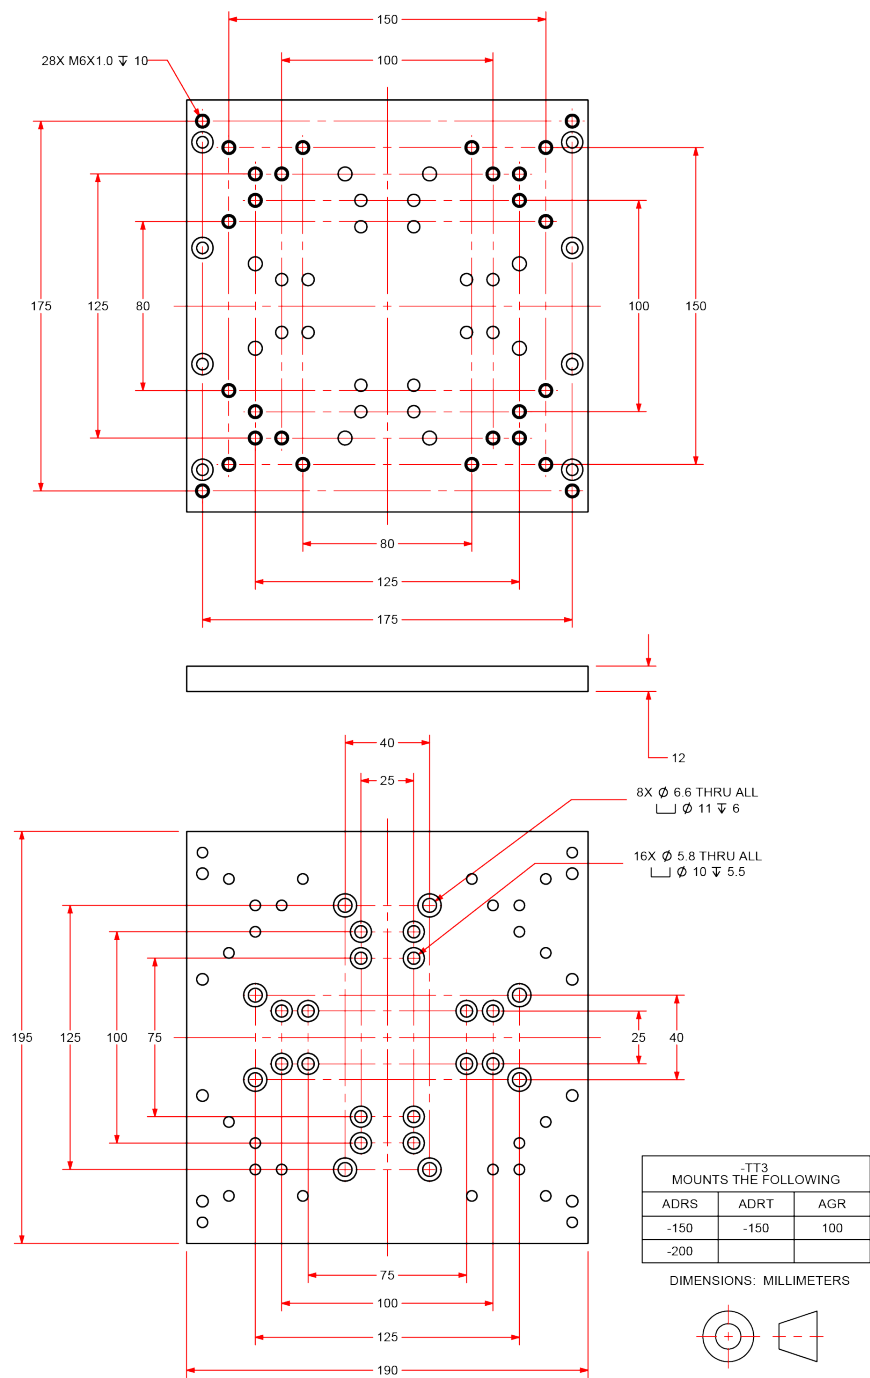 150
28X M6X1.0 ↧ 10
100
175
125
80
100
150
80
125
175
12
40
25
8X ⌀ 6.6 THRU ALL
⌴ ⌀ 11 ↧ 6
16X ⌀ 5.8 THRU ALL
⌴ ⌀ 10 ↧ 5.5
195
125
100
75
25
40
-TT3
MOUNTS THE FOLLOWING
ADRS ADRT AGR
-150 -150 100
-200
75
DIMENSIONS: MILLIMETERS
100
125
190